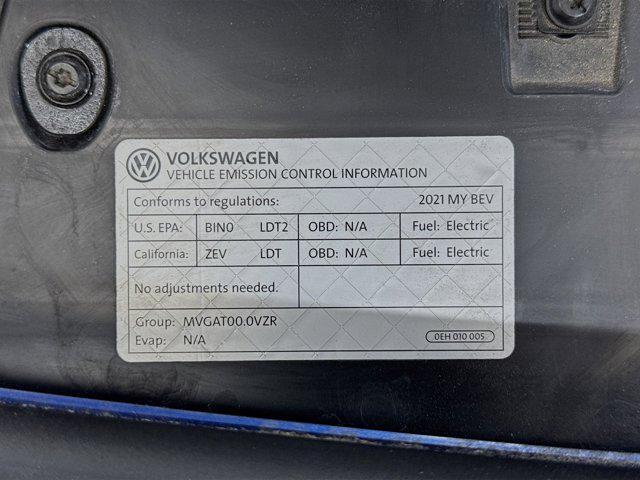 VOLKSWAGEN
VEHICLE EMISSION CONTROL INFORMATION
Conforms to regulations: 2021 MY BEV
U.S. EPA: BIN0 LDT2 OBD: N/A Fuel: Electric
California: ZEV LDT OBD: N/A Fuel: Electric
No adjustments needed.
Group: MVGAT00.0VZR
Evap: N/A
0EH 010 005